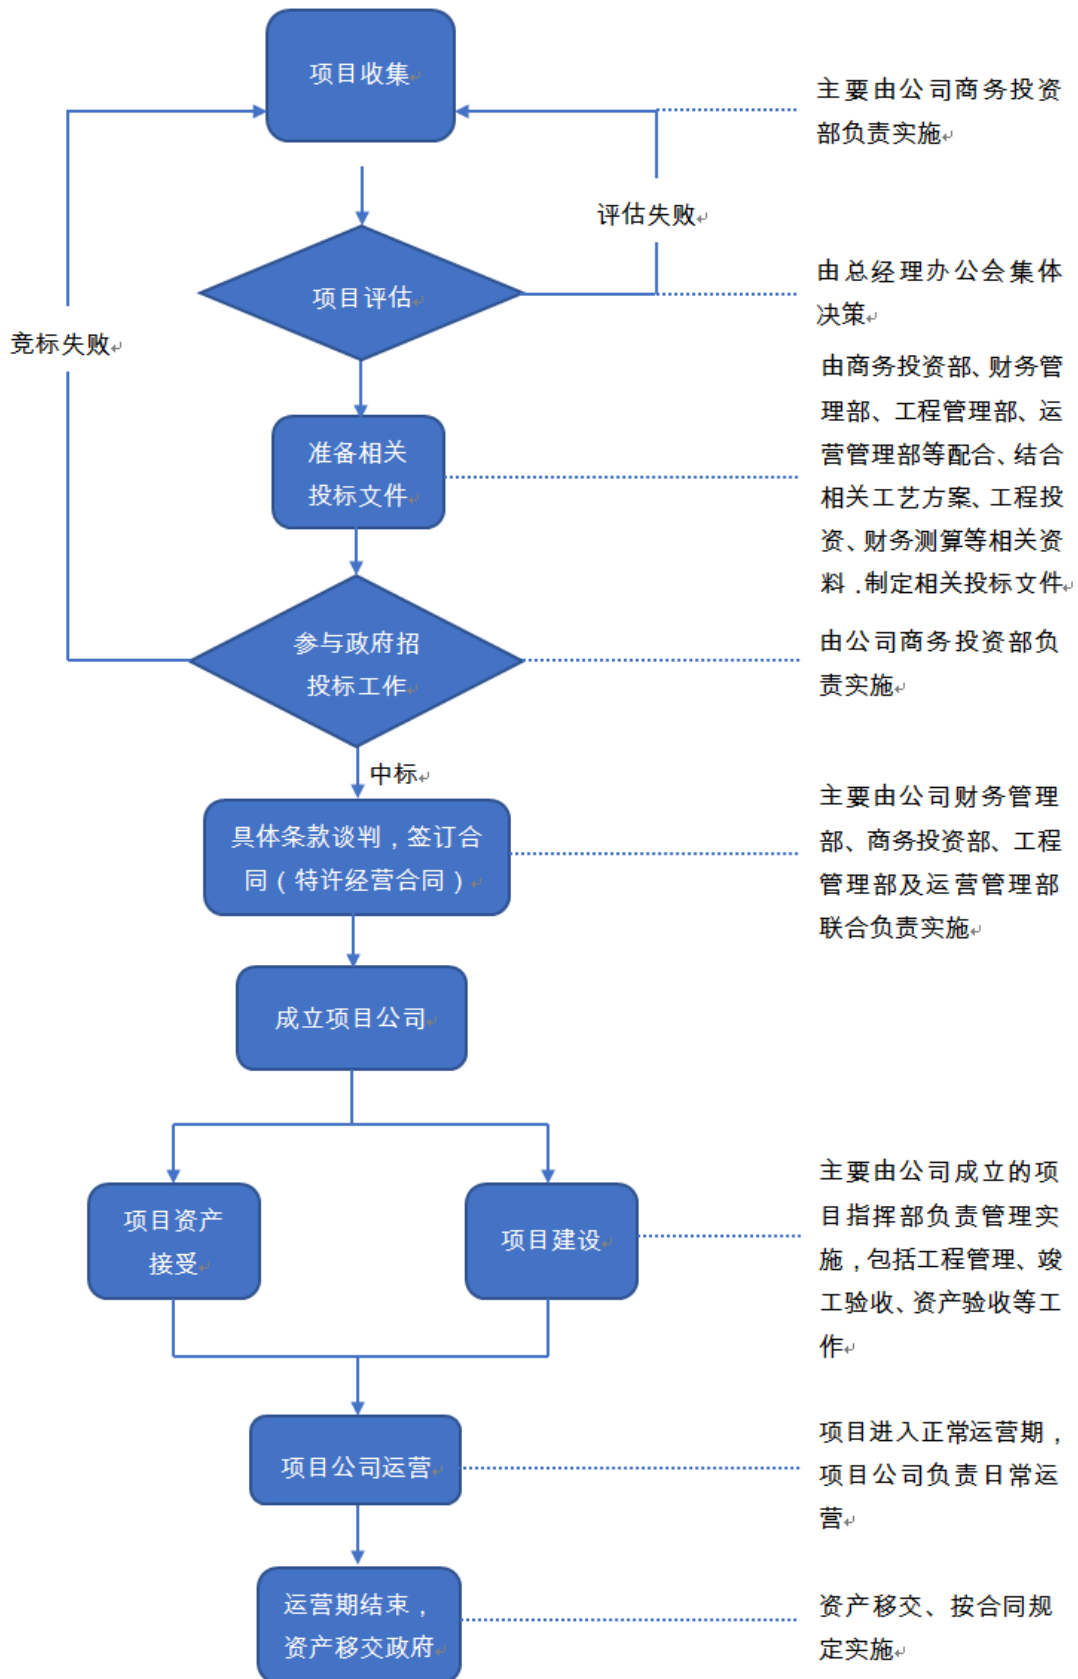 项目收集
主要由公司商务投资
部负责实施
评估失败
项目评估
由总经理办公会集体
决策
竞标失败
准备相关
投标文件
由商务投资部、财务管
理部、工程管理部、运
营管理部等配合、结合
相关工艺方案、工程投
资、财务测算等相关资
料，制定相关投标文件
参与政府招
投标工作
由公司商务投资部负
责实施
中标
具体条款谈判，签订合
同（特许经营合同）
主要由公司财务管理
部、商务投资部、工程
管理部及运营管理部
联合负责实施
成立项目公司
项目资产
接受
项目建设
主要由公司成立的项
目指挥部负责管理实
施，包括工程管理、竣
工验收、资产验收等工
作
项目公司运营
项目进入正常运营期，
项目公司负责日常运
营
运营期结束，
资产移交政府
资产移交、按合同规
定实施